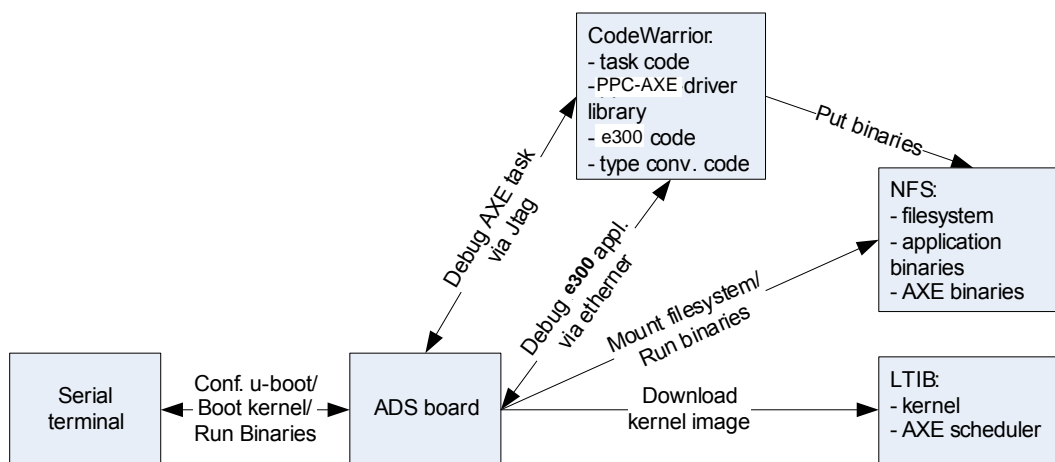 CodeWarrior:
- task code
-PPC-AXE driver
library
- e300 code
- type conv. code
Put binaries
NFS:
- filesystem
- application
binaries
- AXE binaries
Debug AXE task
via Jtag
Debug e300 appl.
via etherner
Mount filesystem/
Run binaries
Serial
terminal
Conf. u-boot/
Boot kernel/
Run Binaries
ADS board
Download
kernel image
LTIB:
- kernel
- AXE scheduler